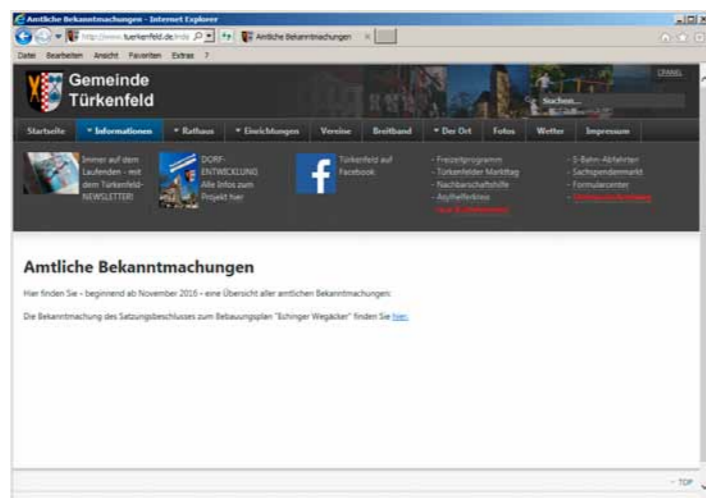 Amtliche Bekanntmachungen - Internet Explorer
http://www.tuerkenfeld.de/inde
Amtliche Bekanntmachungen
Datei Bearbeiten Ansicht Favoriten Extras ?
CPANEL
Gemeinde
Türkenfeld
Suchen...
Startseite Informationen Rathaus Einrichtungen Vereine Breitband Der Ort Fotos Wetter Impressum
Immer auf dem
Laufenden - mit
dem Türkenfeld-
NEWSLETTER!
DORF-
ENTWICKLUNG
Alle Infos zum
Projekt hier
Türkenfeld auf
Facebook
- Freizeitprogramm
- Türkenfelder Markttag
- Nachbarschaftshilfe
- Asylhelferkreis
- S-Bahn-Abfahrten
- Sachspendenmarkt
- Formularcenter
Amtliche Bekanntmachungen
Hier finden Sie - beginnend ab November 2016 - eine Übersicht aller amtlichen Bekanntmachungen:
Die Bekanntmachung des Satzungsbeschlusses zum Bebauungsplan "Echinger Wegäcker" finden Sie hier.
TOP